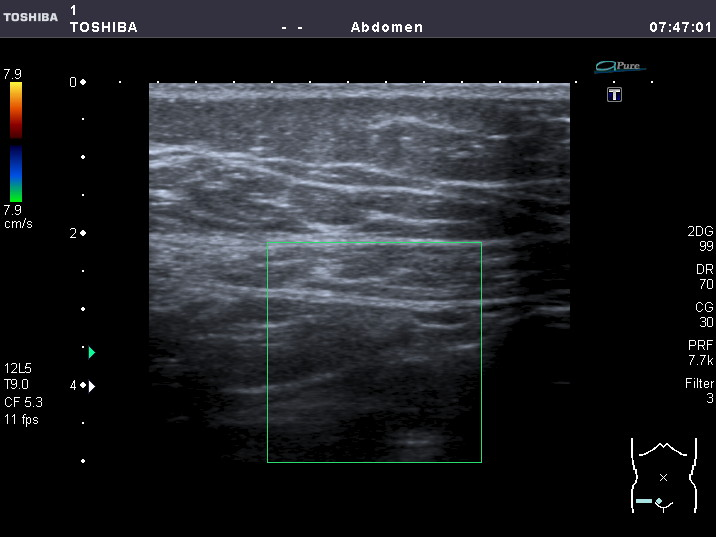 TOSHIBA
1
TOSHIBA - - Abdomen 07:47:01
7.9
7.9
cm/s
0
2
4
12L5
T9.0
CF 5.3
11 fps
Pure
T
2DG
99
DR
70
CG
30
PRF
7.7k
Filter
3